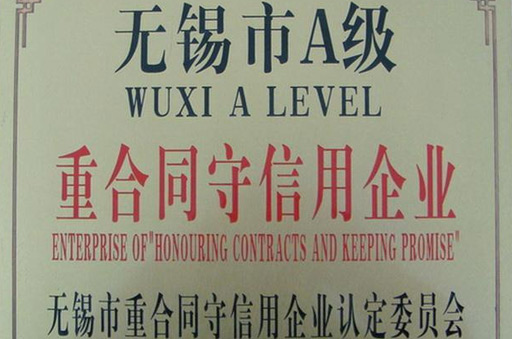 无锡市A级
WUXI A LEVEL
重合同守信用企业
ENTERPRISE OF"HONOURING CONTRACTS AND KEEPING PROMISE"
无锡市重合同守信用企业认定委员会